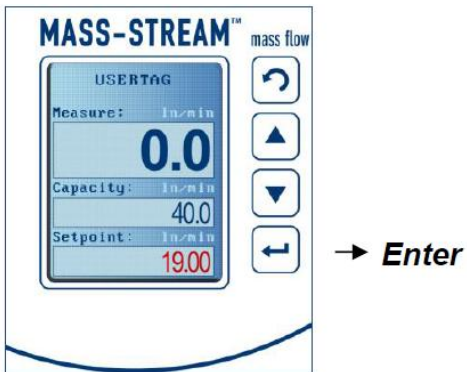 MASS-STREAM™ mass flow
USERTAG
Measure: ln/min
0.0
Capacity: ln/min
40.0
Setpoint: ln/min
19.00
Enter